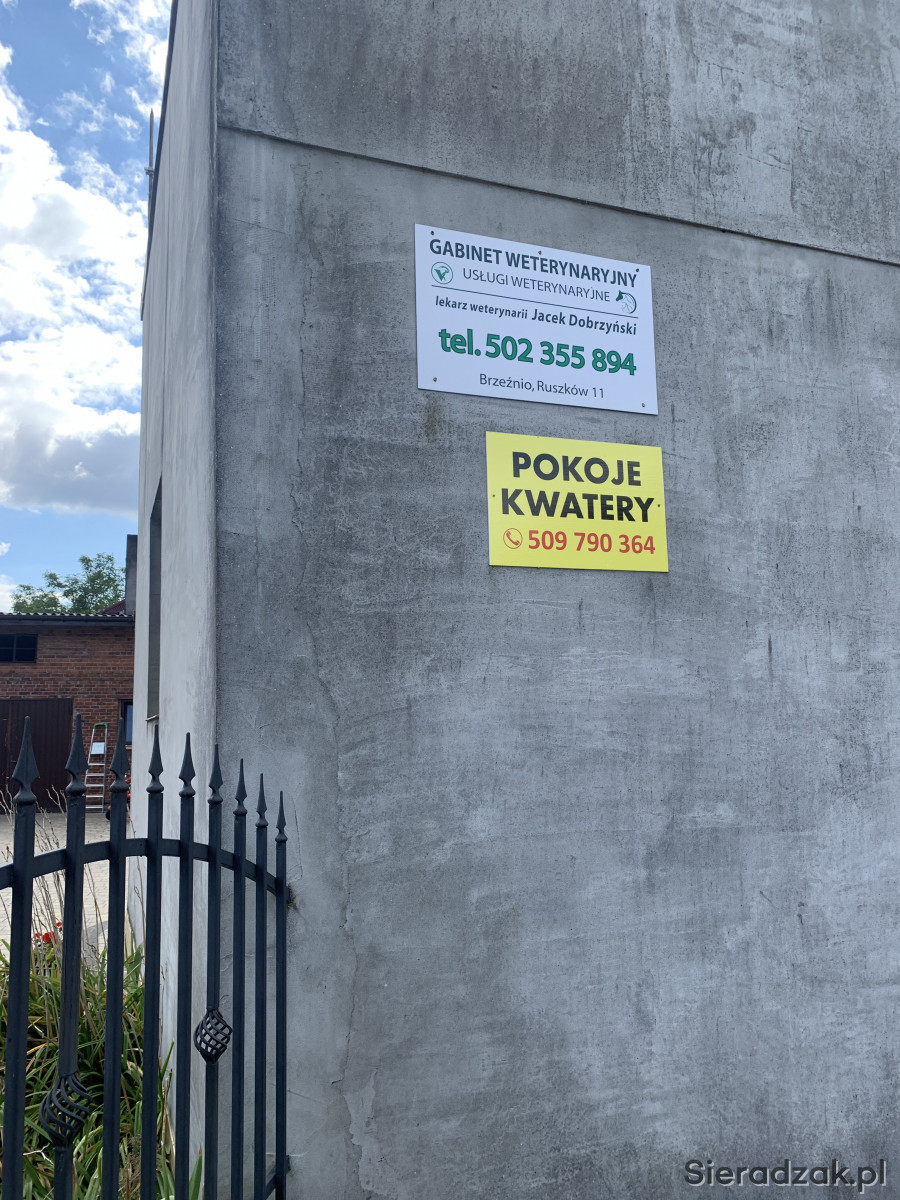 GABINET WETERYNARYJNY
USŁUGI WETERYNARYJNE
lekarz weterynarii Jacek Dobrzyński
tel. 502 355 894
Brzeźnio, Ruszków 11
POKOJE
KWATERY
509 790 364
Sieradzak.pl